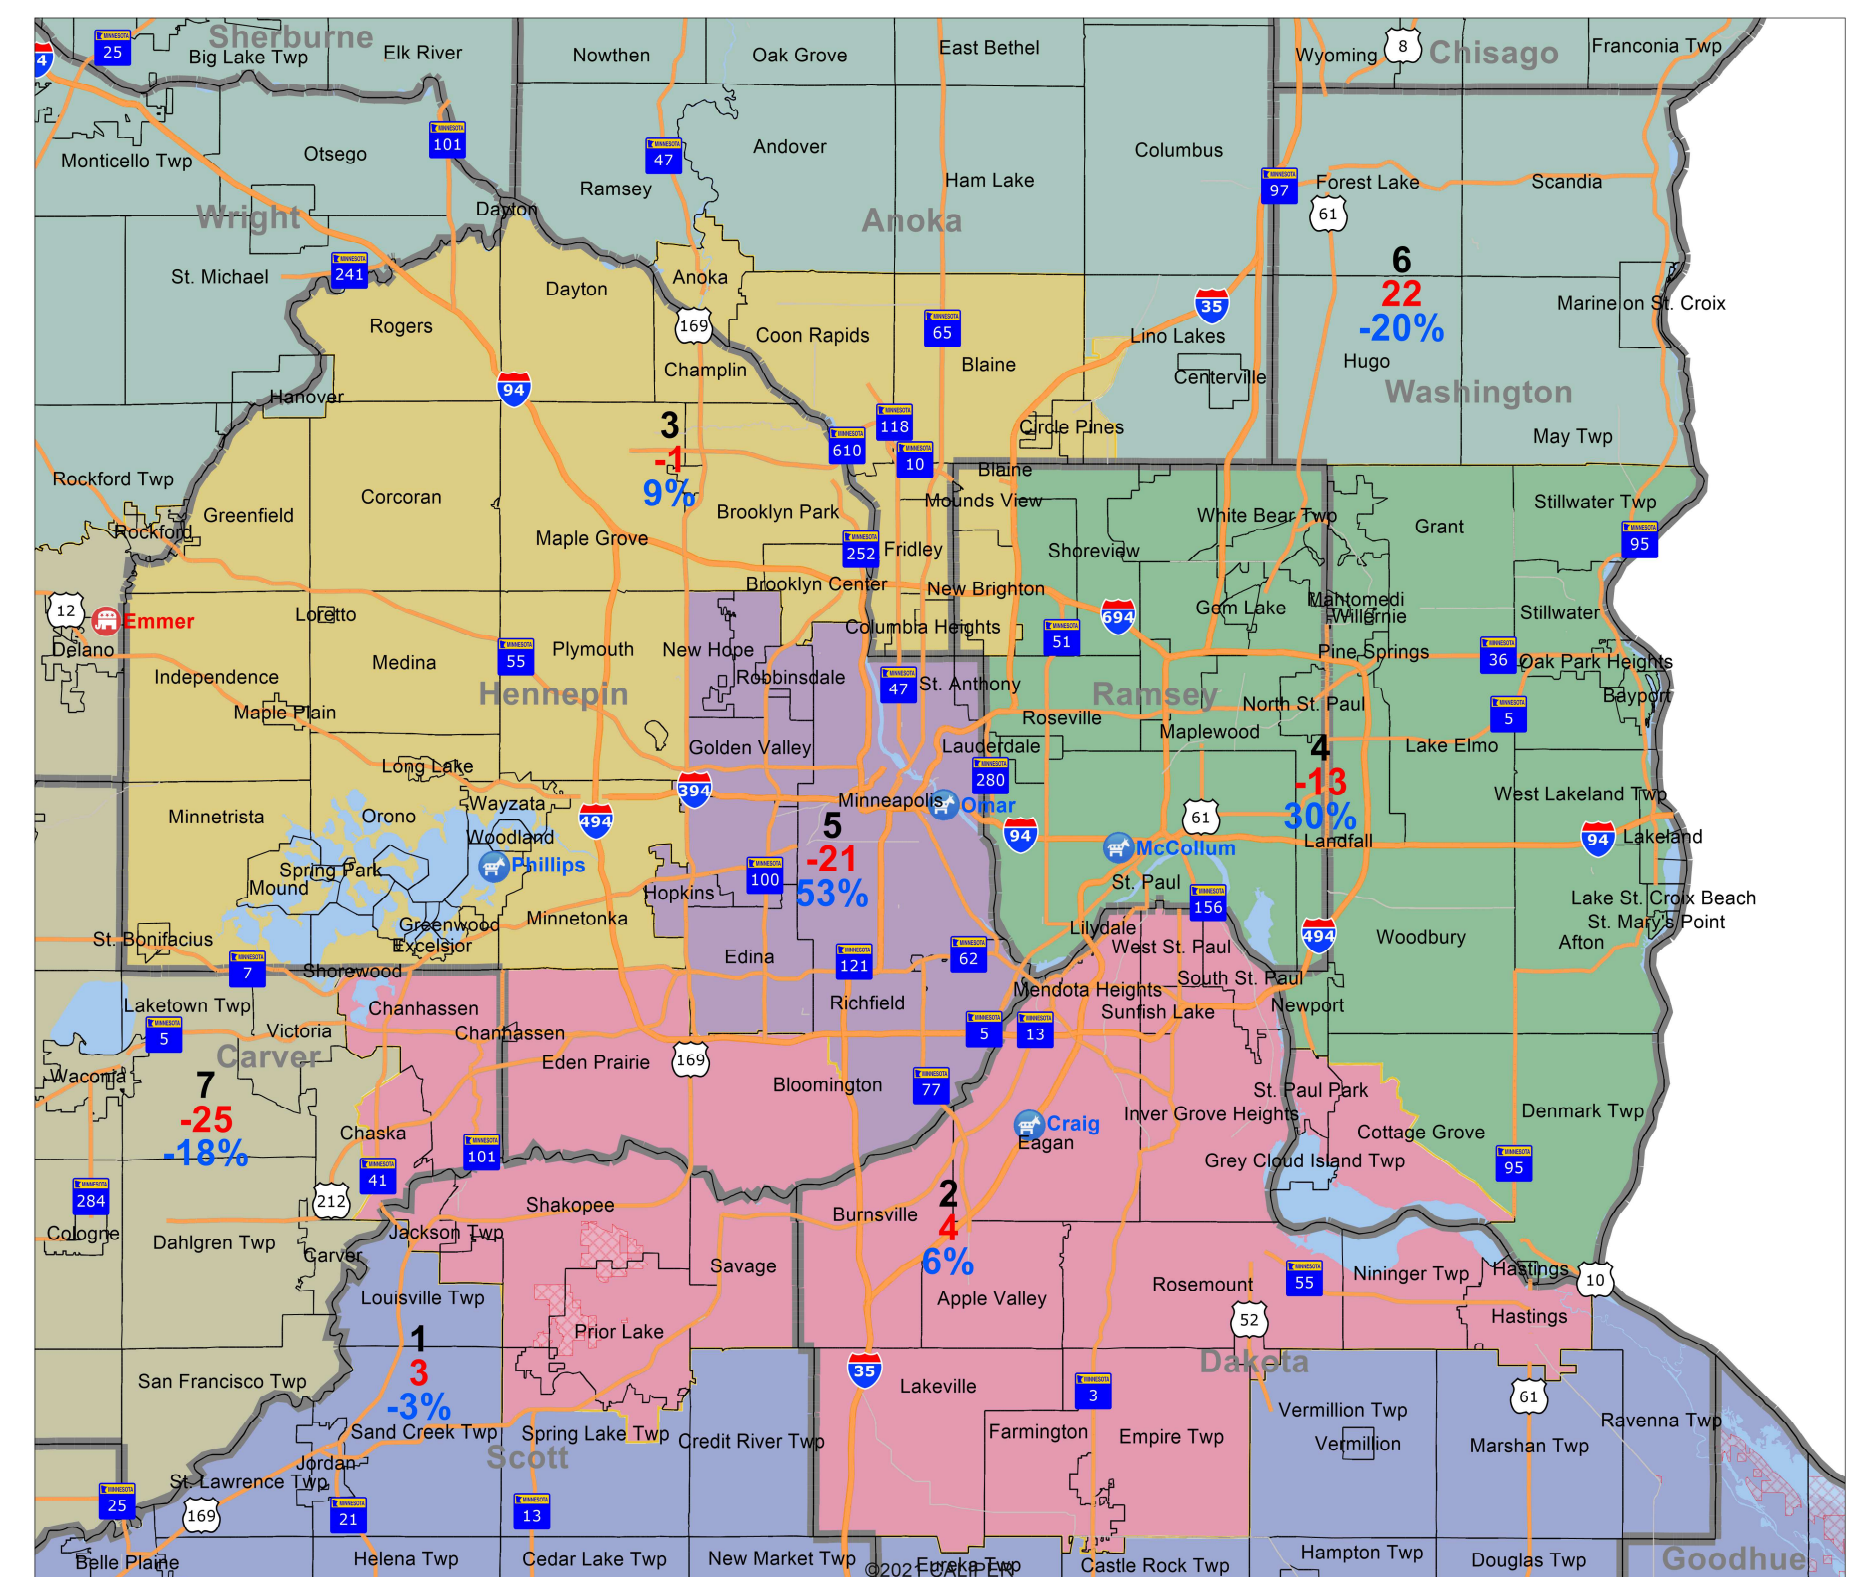 Sherburne
Chisago
25
Big Lake Twp
Elk River
Nowthen
Oak Grove
East Bethel
Wyoming
8
Franconia Twp
4
101
Monticello Twp
Otsego
47
Andover
Columbus
Ramsey
Ham Lake
97
Forest Lake
Scandia
Wright
Dayton
Anoka
61
St. Michael
241
Dayton
Anoka
6
22
-20%
Rogers
169
Coon Rapids
65
35
Lino Lakes
Marine on St. Croix
Champlin
Blaine
Centerville
Hugo
Washington
94
Hanover
3
-1
9%
118
610
10
Circle Pines
May Twp
Blaine
Rockford Twp
Corcoran
Greenfield
Brooklyn Park
Mounds View
White Bear Twp
Grant
Stillwater Twp
Rockford
Maple Grove
252
Fridley
Shoreview
95
Brooklyn Center
New Brighton
12
Emmer
Loretto
Columbia Heights
51
694
Gem Lake
Mahtomedi
Willernie
Stillwater
Delano
Medina
55
Plymouth
New Hope
Pine Springs
36
Oak Park Heights
Independence
Robbinsdale
47
St. Anthony
Hennepin
Ramsey
Bayport
Maple Plain
Roseville
North St. Paul
5
Maplewood
Golden Valley
Lauderdale
4
-13
30%
Lake Elmo
Long Lake
394
280
Minnetrista
Orono
Wayzata
494
Minneapolis
Omar
West Lakeland Twp
Woodland
5
-21
53%
94
61
Landfall
94
Lakeland
Phillips
McCollum
Spring Park
Mound
Hopkins
100
St. Paul
156
Lake St. Croix Beach
St. Mary's Point
Greenwood
Minnetonka
Lilydale
494
Woodbury
Afton
Excelsior
West St. Paul
St. Bonifacius
7
Shorewood
Edina
121
62
South St. Paul
Mendota Heights
Laketown Twp
Chanhassen
Richfield
Sunfish Lake
Newport
5
Victoria
Chanhassen
5
13
Carver
Eden Prairie
169
Waconia
7
-25
-18%
Bloomington
77
St. Paul Park
Inver Grove Heights
Denmark Twp
Craig
Eagan
Chaska
101
Cottage Grove
Grey Cloud Island Twp
95
41
284
212
Shakopee
2
4
6%
Burnsville
Cologne
Dahlgren Twp
Jackson Twp
Carver
Savage
Rosemount
55
Nininger Twp
Hastings
10
Louisville Twp
Apple Valley
Hastings
1
3
-3%
Prior Lake
52
Dakota
35
San Francisco Twp
Lakeville
3
61
Sand Creek Twp
Spring Lake Twp
Credit River Twp
Farmington
Empire Twp
Vermillion Twp
Vermillion
Marshan Twp
Ravenna Twp
Scott
Jordan
St. Lawrence Twp
25
169
21
13
Belle Plaine
Helena Twp
Cedar Lake Twp
New Market Twp
Eureka Twp
©2021 CALIPER
Castle Rock Twp
Hampton Twp
Douglas Twp
Goodhue